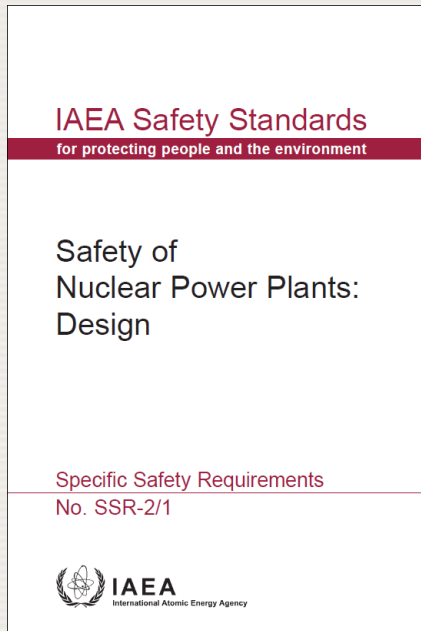 IAEA Safety Standards
for protecting people and the environment
Safety of
Nuclear Power Plants:
Design
Specific Safety Requirements
No. SSR-2/1
IAEA
International Atomic Energy Agency